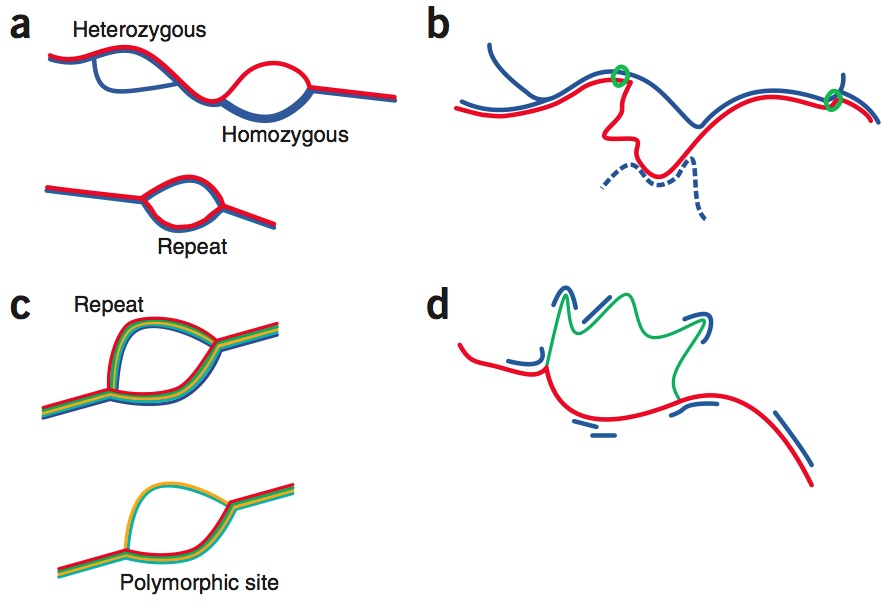 a
Heterozygous
Homozygous
Repeat
b
c
Repeat
Polymorphic site
d